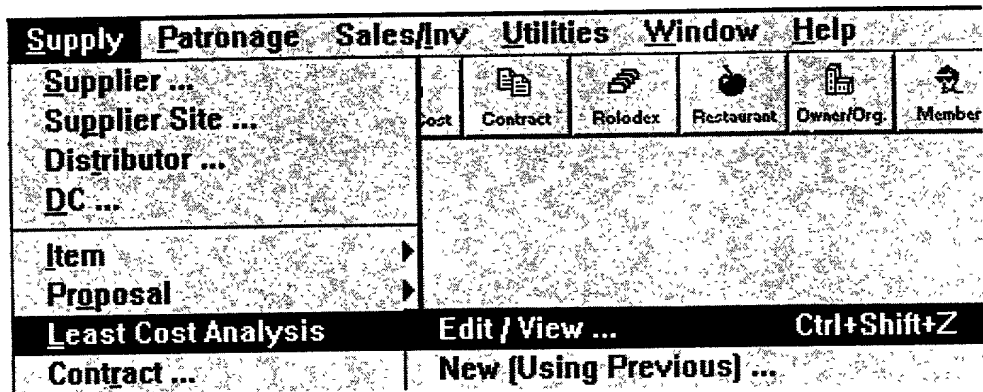 Supply Patronage Sales/Inv Utilities Window Help
Supplier ...
Supplier Site ...
Distributor ...
DC ...
Item
Proposal
Least Cost Analysis
Contract ...
Cost Contract Rolodex Restaurant Owner/Org. Member
Edit / View ... Ctrl+Shift+Z
New (Using Previous) ...